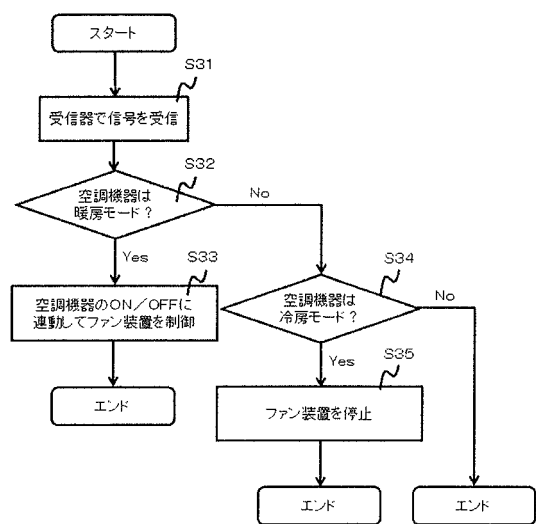 スタート
S31
受信器で信号を受信
S32
空調機器は
暖房モード？
No
Yes
S33
空調機器のON／OFFに
連動してファン装置を制御
エンド
S34
空調機器は
冷房モード？
No
Yes
S35
ファン装置を停止
エンド
エンド